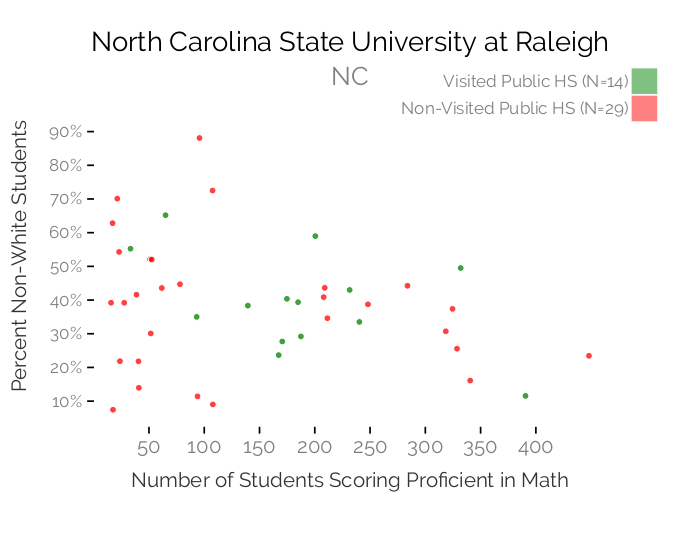 North Carolina State University at Raleigh
NC
Visited Public HS (N=14)
Non-Visited Public HS (N=29)
Percent Non-White Students
90%
80%
70%
60%
50%
40%
30%
20%
10%
50 100 150 200 250 300 350 400
Number of Students Scoring Proficient in Math